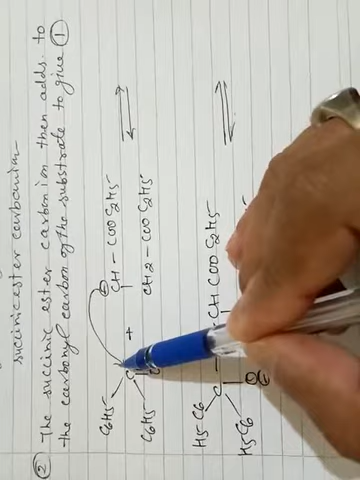 succinicester carbanion
② The succinic ester carbanion then adds to
the carbonyl carbon of the substrate to give ①
C6H5 ⊖CH - COOC2H5
C + ⇌
C6H5 CH2 - COOC2H5
H5C6 CH COOC2H5
C ⇌
H5C6